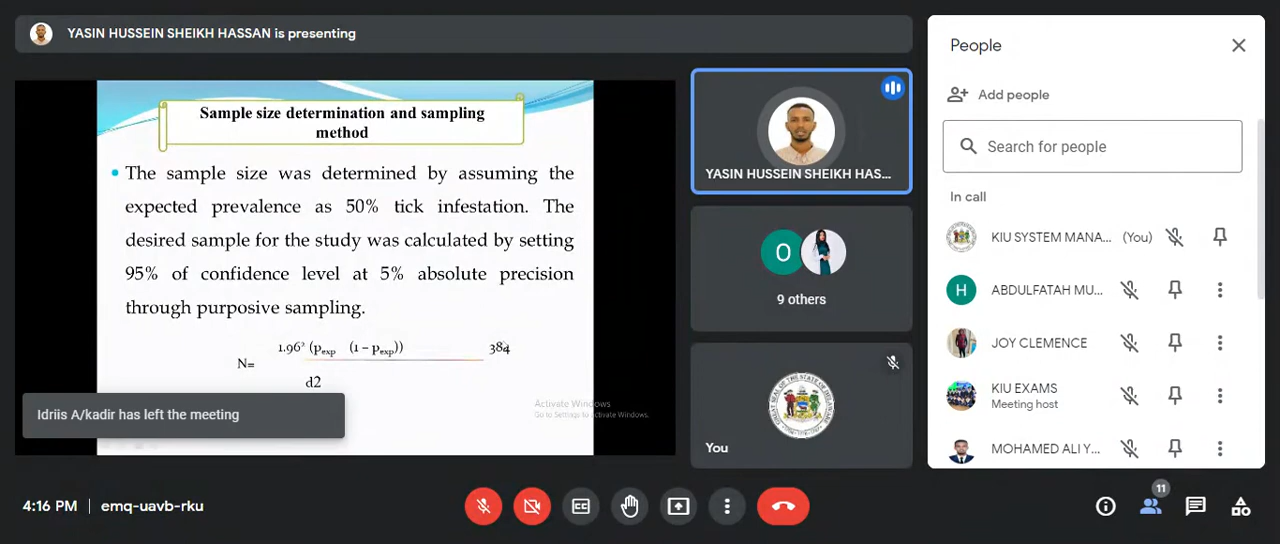 YASIN HUSSEIN SHEIKH HASSAN is presenting
Sample size determination and sampling
method
• The sample size was determined by assuming the
expected prevalence as 50% tick infestation. The
desired sample for the study was calculated by setting
95% of confidence level at 5% absolute precision
through purposive sampling.
1.96² (pexp (1 – pexp)) 384
N=
d2
Activate Windows
Go to Settings to activate Windows.
Idriis A/kadir has left the meeting
YASIN HUSSEIN SHEIKH HAS...
O
9 others
You
People
Add people
Search for people
In call
KIU SYSTEM MANA... (You)
H
ABDULFATAH MU...
JOY CLEMENCE
KIU EXAMS
Meeting host
MOHAMED ALI Y...
4:16 PM | emq-uavb-rku
CC
11